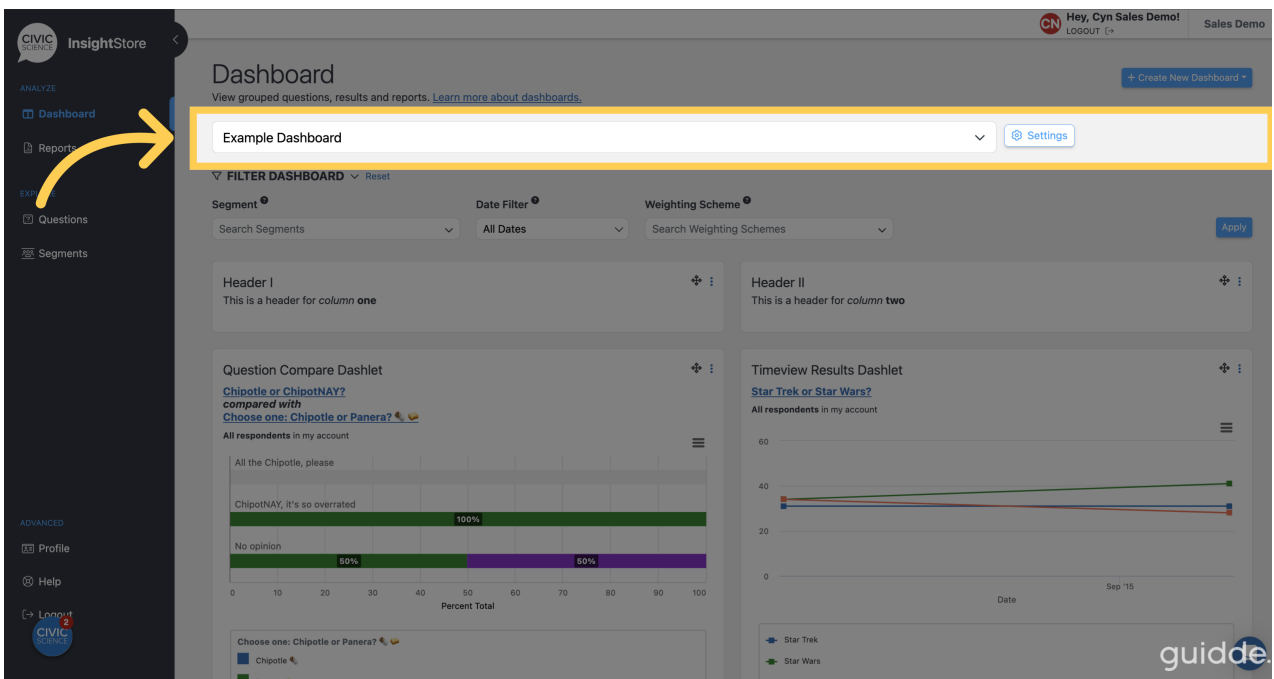 Hey, Cyn Sales Demo!
CN
LOGOUT
Sales Demo
CIVIC
SCIENCE
InsightStore
ANALYZE
Dashboard
Reports
Questions
Segments
ADVANCED
Profile
Help
Logout
2
CIVIC
SCIENCE
Dashboard
+ Create New Dashboard
View grouped questions, results and reports. Learn more about dashboards.
Example Dashboard
Settings
FILTER DASHBOARD Reset
Segment Date Filter Weighting Scheme
Search Segments All Dates Search Weighting Schemes Apply
Header I
This is a header for column one
Header II
This is a header for column two
Question Compare Dashlet
Chipotle or ChipotNAY?
compared with
Choose one: Chipotle or Panera?
All respondents in my account
All the Chipotle, please
ChipotNAY, it's so overrated
100%
No opinion
50% 50%
0 10 20 30 40 50 60 70 80 90 100
Percent Total
Choose one: Chipotle or Panera?
Chipotle
Timeview Results Dashlet
Star Trek or Star Wars?
All respondents in my account
60
40
20
0
Sep '15
Date
Star Trek
Star Wars
guidde.